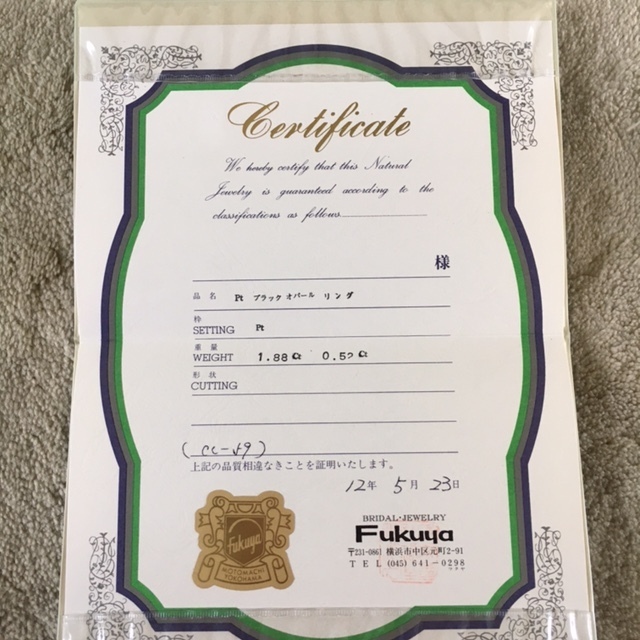 Certificate
We hereby certify that this Natural
Jewelry is guaranteed according to the
classifications as follows
様
品名 Pt ブラックオパール リング
枠
SETTING Pt
重量
WEIGHT 1.88ct 0.52ct
形状
CUTTING
上記の品質相違なきことを証明いたします。
12年 5月 23日
Fukuya
MOTOMACHI
YOKOHAMA
BRIDAL・JEWELRY
Fukuya
〒231-0861 横浜市中区元町2-91
TEL (045) 641-0298